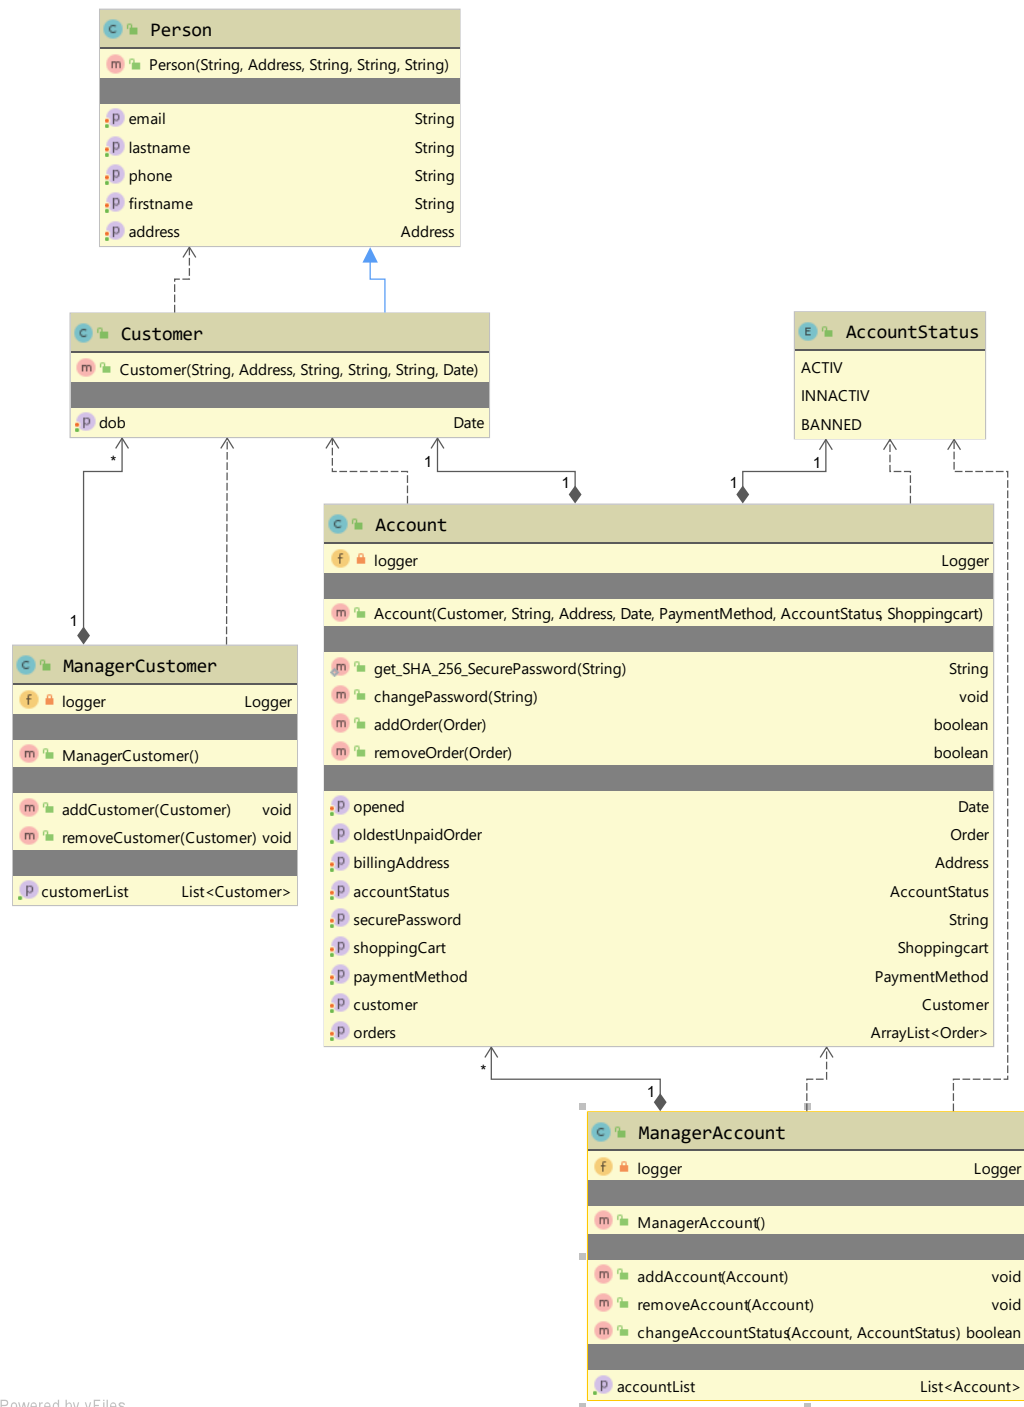 C Person
m Person(String, Address, String, String, String)
p email String
p lastname String
p phone String
p firstname String
p address Address
C Customer
m Customer(String, Address, String, String, String, Date)
p dob Date
E AccountStatus
ACTIV
INNACTIV
BANNED
* 1 1 1
1
C Account
f logger Logger
m Account(Customer, String, Address, Date, PaymentMethod, AccountStatus, Shoppingcart)
m get_SHA_256_SecurePassword(String) String
m changePassword(String) void
m addOrder(Order) boolean
m removeOrder(Order) boolean
p opened Date
p oldestUnpaidOrder Order
p billingAddress Address
p accountStatus AccountStatus
p securePassword String
p shoppingCart Shoppingcart
p paymentMethod PaymentMethod
p customer Customer
p orders ArrayList<Order>
1
C ManagerCustomer
f logger Logger
m ManagerCustomer()
m addCustomer(Customer) void
m removeCustomer(Customer) void
p customerList List<Customer>
*
1
C ManagerAccount
f logger Logger
m ManagerAccount()
m addAccount(Account) void
m removeAccount(Account) void
m changeAccountStatus(Account, AccountStatus) boolean
p accountList List<Account>
Powered by yFiles